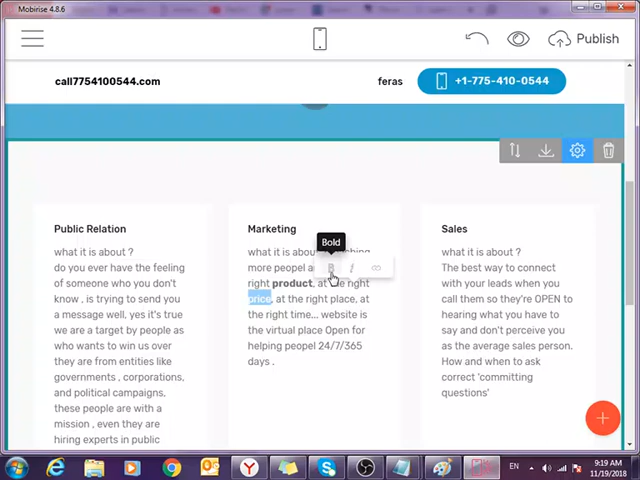 Mobirise 4.8.6
Publish
call7754100544.com
feras
+1-775-410-0544
Public Relation
what it is about ?
do you ever have the feeling
of someone who you don't
know , is trying to send you
a message well, yes it's true
we are a target by people as
who wants to win us over
they are from entities like
governments , corporations,
and political campaigns,
these people are with a
mission , even they are
hiring experts in public
Marketing
Bold
what it is about
more peopel
right product, at the right
price, at the right place, at
the right time... website is
the virtual place Open for
helping peopel 24/7/365
days .
B
Sales
what it is about ?
The best way to connect
with your leads when you
call them so they're OPEN to
hearing what you have to
say and don't perceive you
as the average sales person.
How and when to ask
correct 'committing
questions'
EN
9:19 AM
11/19/2018